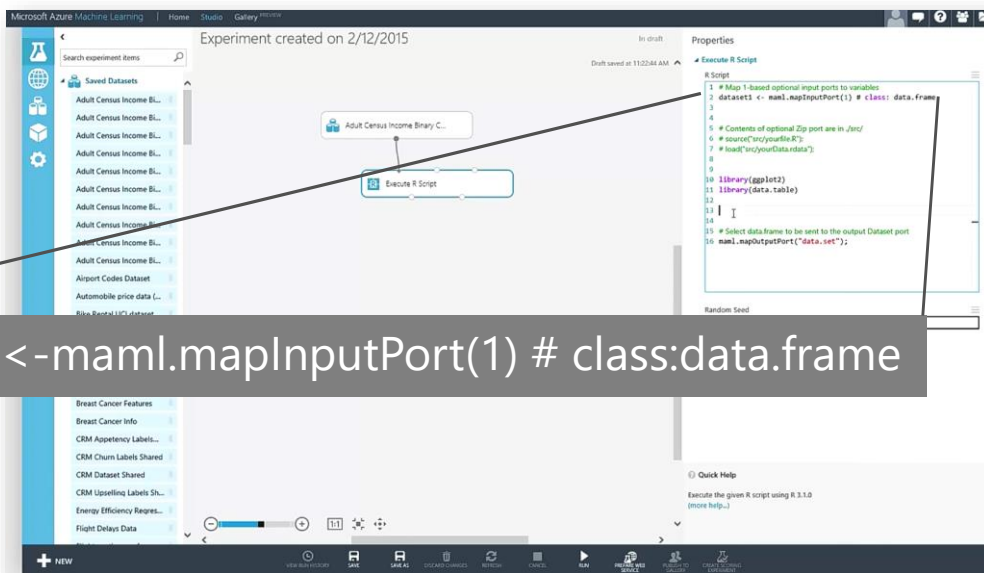 Microsoft Azure Machine Learning | Home Studio Gallery PREVIEW
Search experiment items
Saved Datasets
Adult Census Income Bi...
Adult Census Income Bi...
Adult Census Income Bi...
Adult Census Income Bi...
Adult Census Income Bi...
Adult Census Income Bi...
Adult Census Income Bi...
Adult Census Income Bi...
Adult Census Income Bi...
Adult Census Income Bi...
Airport Codes Dataset
Automobile price data (...
Bike Rental UCI dataset
Breast Cancer Features
Breast Cancer Info
CRM Appetency Labels...
CRM Churn Labels Shared
CRM Dataset Shared
CRM Upselling Labels Sh...
Energy Efficiency Regres...
Flight Delays Data
Experiment created on 2/12/2015
In draft
Draft saved at 11:22:44 AM
Adult Census Income Binary C...
Execute R Script
Properties
Execute R Script
R Script
1 # Map 1-based optional input ports to variables
2 dataset1 <- maml.mapInputPort(1) # class: data.frame
3
4
5 # Contents of optional Zip port are in ./src/
6 # source("src/yourfile.R");
7 # load("src/yourData.rdata");
8
9
10 library(ggplot2)
11 library(data.table)
12
13
14
15 # Select data.frame to be sent to the output Dataset port
16 maml.mapOutputPort("data.set");
Random Seed
<-maml.mapInputPort(1) # class:data.frame
Quick Help
Execute the given R script using R 3.1.0
(more help...)
1:1
NEW
VIEW RUN HISTORY
SAVE
SAVE AS
DISCARD CHANGES
REFRESH
CANCEL
RUN
PREPARE WEB SERVICE
PUBLISH TO GALLERY
CREATE SCORING EXPERIMENT